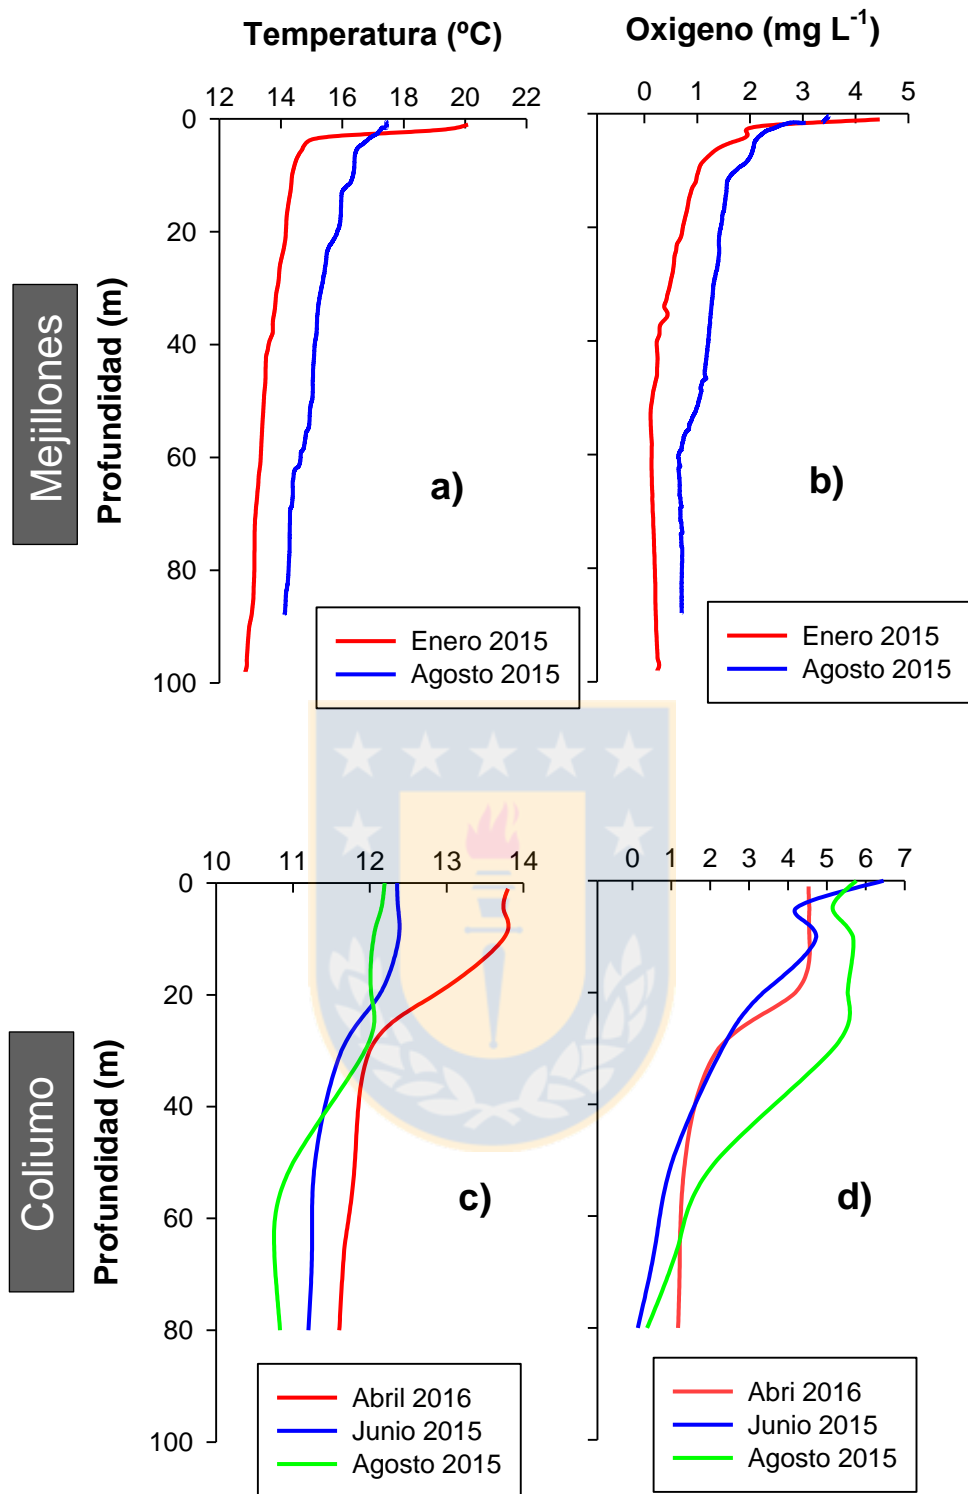 Temperatura (ºC)
Oxigeno (mg L-1)
12 14 16 18 20 22
0 1 2 3 4 5
0
20
40
60
80
100
Mejillones
Profundidad (m)
a)
b)
Enero 2015
Agosto 2015
Enero 2015
Agosto 2015
10 11 12 13 14
0 1 2 3 4 5 6 7
0
20
40
60
80
100
Coliumo
Profundidad (m)
c)
d)
Abril 2016
Junio 2015
Agosto 2015
Abri 2016
Junio 2015
Agosto 2015